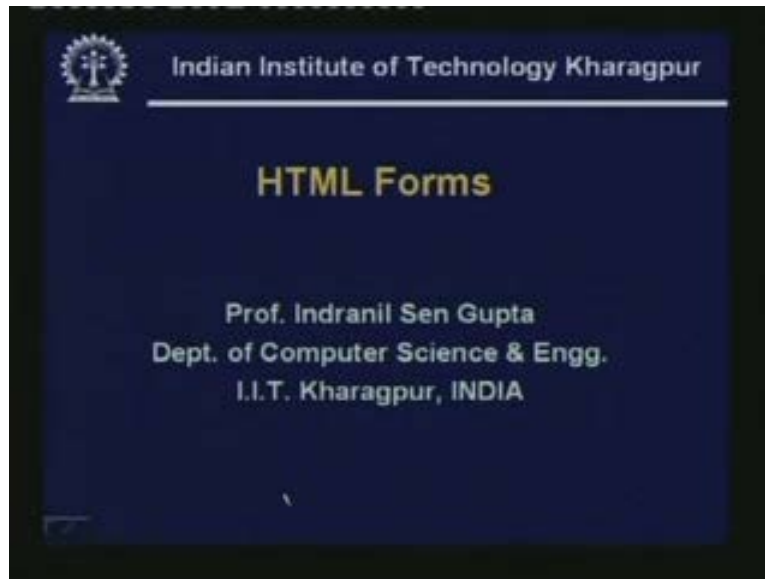 Indian Institute of Technology Kharagpur
HTML Forms
Prof. Indranil Sen Gupta
Dept. of Computer Science & Engg.
I.I.T. Kharagpur, INDIA